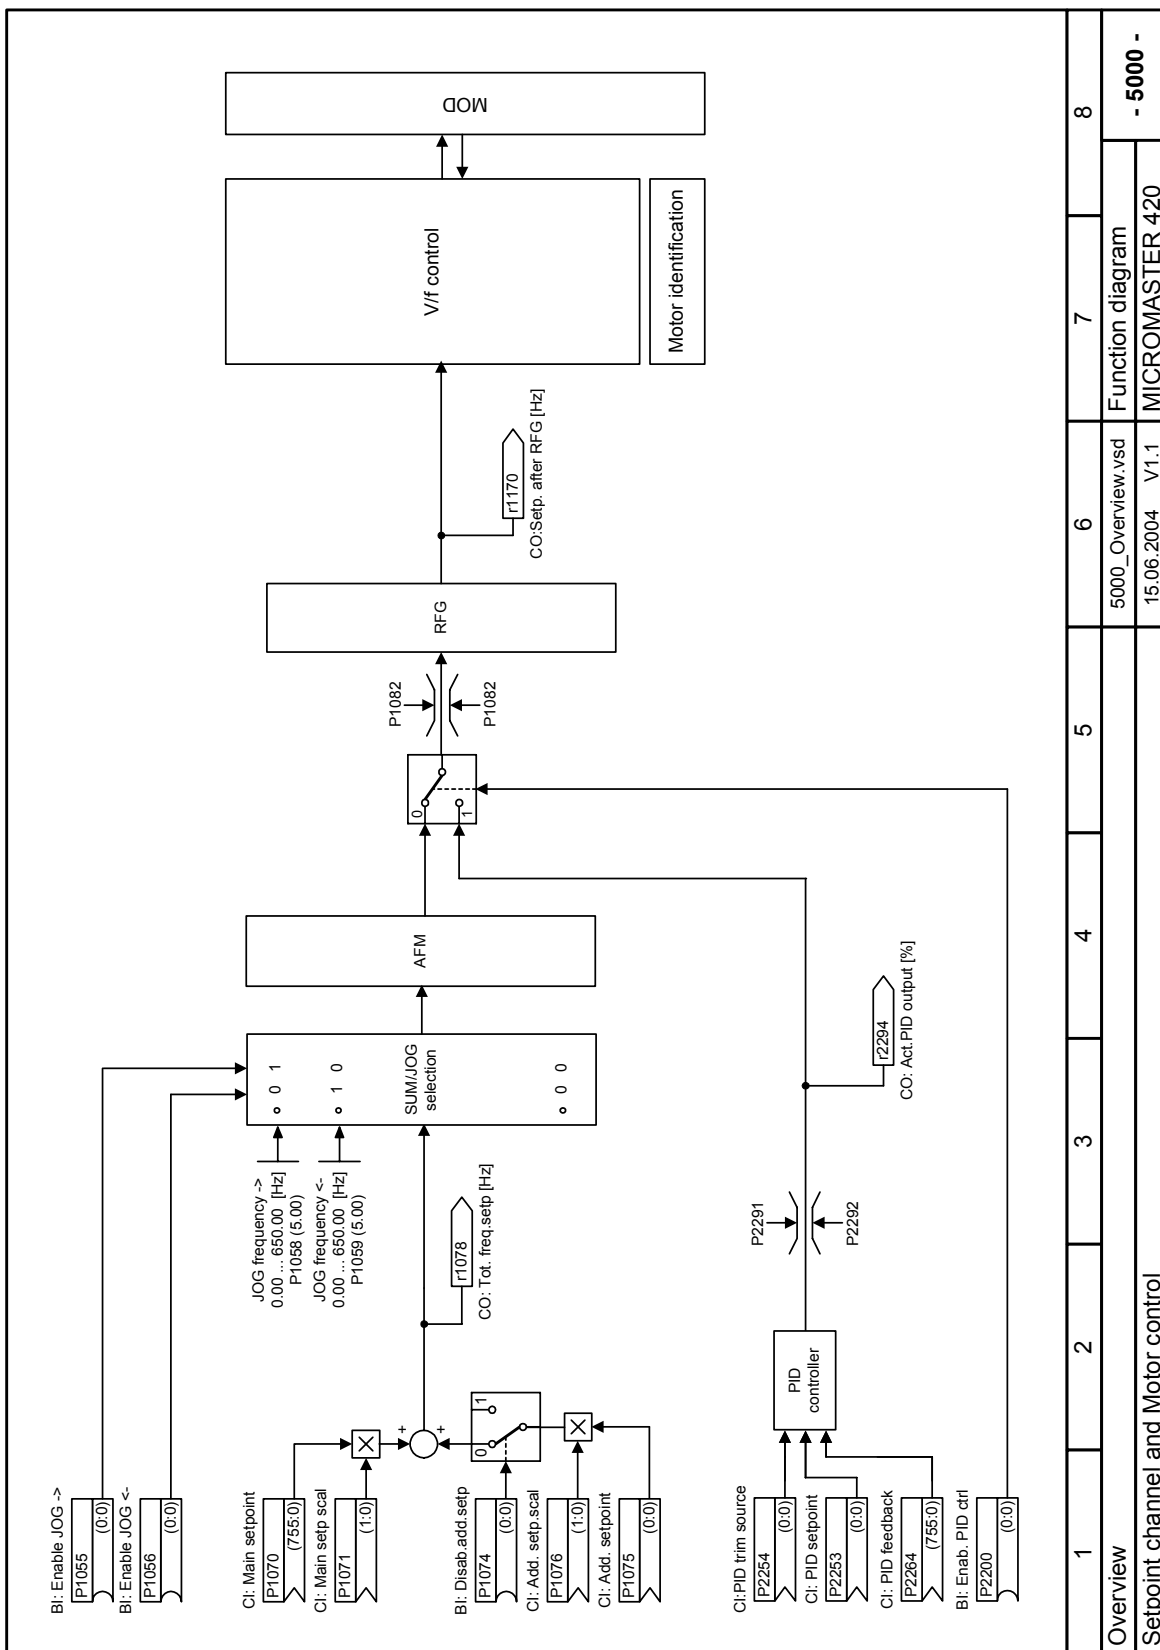 BI: Enable JOG ->
P1055
(0:0)
BI: Enable JOG <-
P1056
(0:0)
CI: Main setpoint
P1070
(755:0)
CI: Main setp scal
P1071
(1:0)
BI: Disab.add.setp
P1074
(0:0)
CI: Add. setp.scal
P1076
(1:0)
CI: Add. setpoint
P1075
(0:0)
CI:PID trim source
P2254
(0:0)
CI: PID setpoint
P2253
(0:0)
CI: PID feedback
P2264
(755:0)
BI: Enab. PID ctrl
P2200
(0:0)
+
+
0
1
PID
controller
JOG frequency ->
0.00 ... 650.00 [Hz]
P1058 (5.00)
JOG frequency <-
0.00 ... 650.00 [Hz]
P1059 (5.00)
r1078
CO: Tot. freq.setp [Hz]
0 1
1 0
SUM/JOG
selection
0 0
P2291
P2292
r2294
CO: Act.PID output [%]
AFM
0
1
P1082
P1082
RFG
r1170
CO:Setp. after RFG [Hz]
V/f control
Motor identification
MOD
1
2
3
4
5
6
7
8
Overview
5000_Overview.vsd
Function diagram
- 5000 -
Setpoint channel and Motor control
15.06.2004 V1.1
MICROMASTER 420